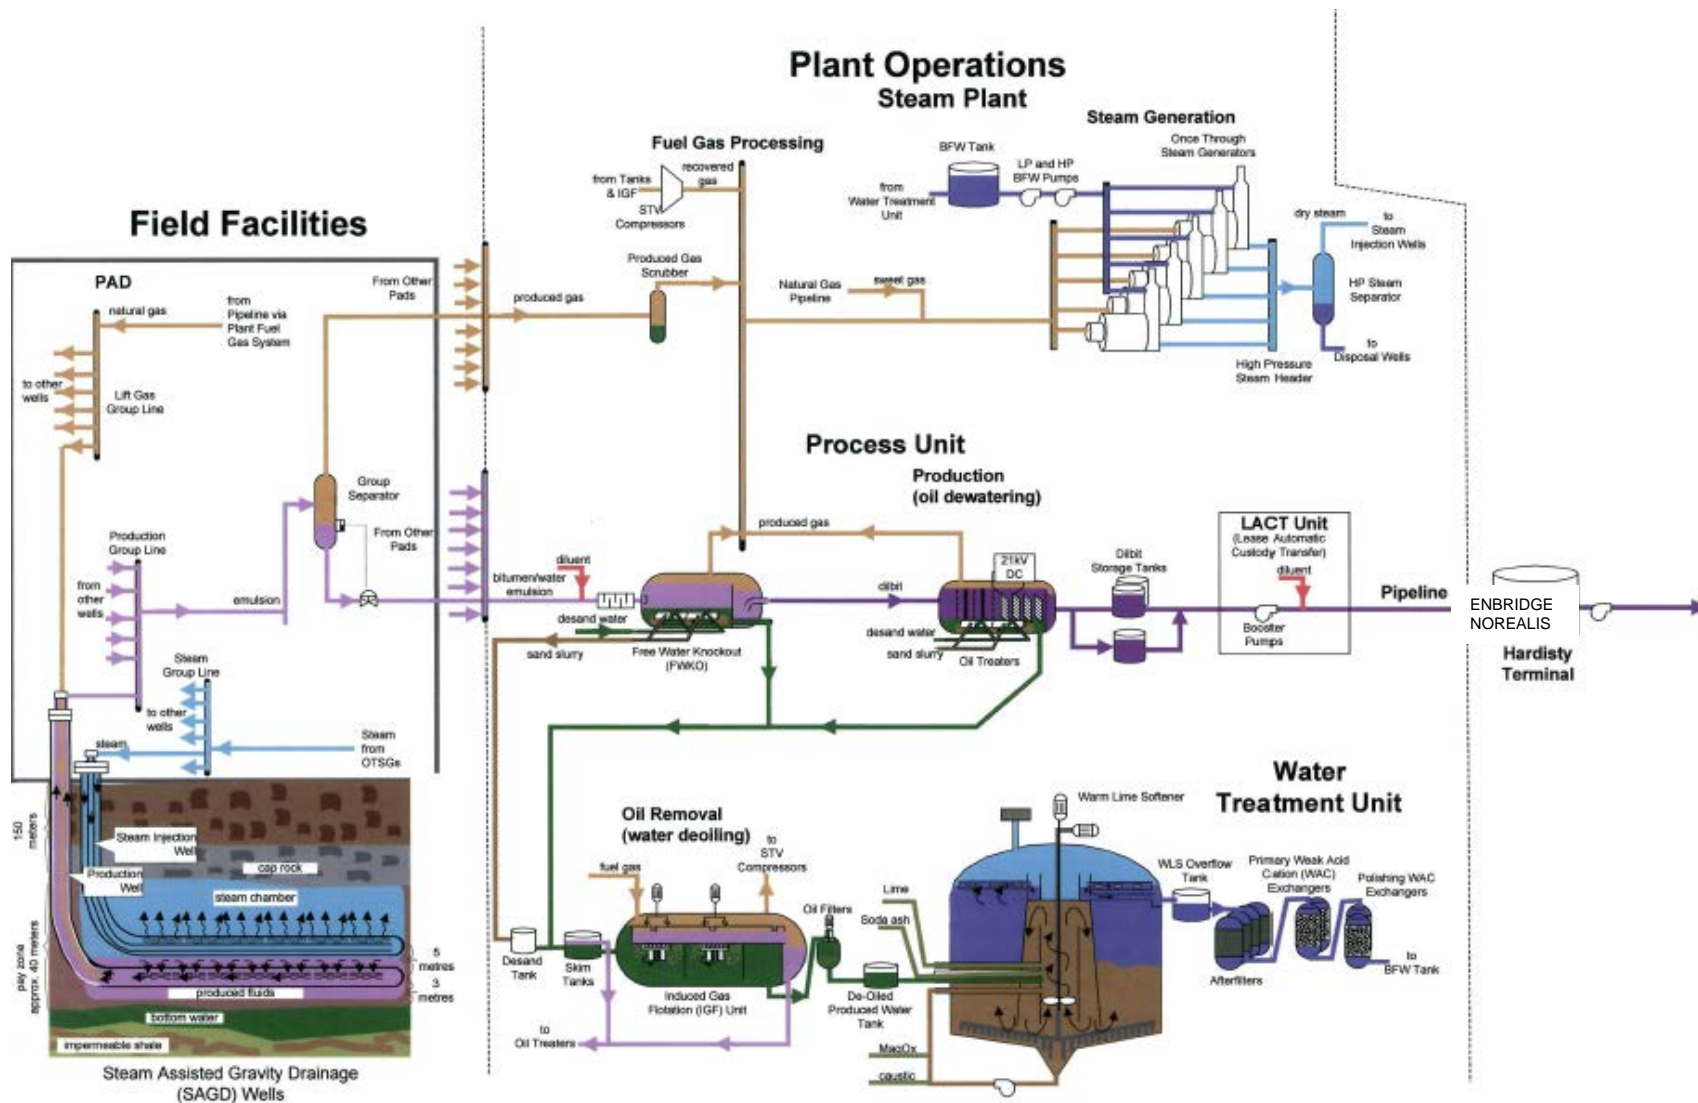 Plant Operations
Steam Plant
Field Facilities
PAD
natural gas
from
Pipeline via
Plant Fuel
Gas System
to other
wells
Lift Gas
Group Line
From Other
Pads
produced gas
Group
Separator
From Other
Pads
Production
Group Line
from
other
wells
emulsion
Steam
Group Line
to other
wells
steam
Steam
from
OTSGs
150
meters
Steam Injection
Well
cap rock
Production
Well
steam chamber
pay zone
approx. 40 meters
5
metres
3
metres
produced fluids
bottom water
impermeable shale
Steam Assisted Gravity Drainage
(SAGD) Wells
Fuel Gas Processing
from Tanks
& IGF
recovered
gas
STV
Compressors
Produced Gas
Scrubber
Natural Gas
Pipeline
sweet gas
Steam Generation
BFW Tank
from
Water Treatment
Unit
LP and HP
BFW Pumps
Once Through
Steam Generators
dry steam
to
Steam
Injection Wells
HP Steam
Separator
to
Disposal Wells
High Pressure
Steam Header
Process Unit
Production
(oil dewatering)
produced gas
diluent
bitumen/water
emulsion
desand water
sand slurry
Free Water Knockout
(FWKO)
dilbit
21kV
DC
desand water
sand slurry
Oil Treaters
Dilbit
Storage Tanks
LACT Unit
(Lease Automatic
Custody Transfer)
diluent
Booster
Pumps
Pipeline
ENBRIDGE
NOREALIS
Hardisty
Terminal
Water
Treatment Unit
Oil Removal
(water deoiling)
fuel gas
to
STV
Compressors
Desand
Tank
Skim
Tanks
Induced Gas
Flotation (IGF) Unit
to
Oil Treaters
Oil Filters
De-Oiled
Produced Water
Tank
Lime
Soda ash
MagOx
caustic
Warm Lime Softener
WLS Overflow
Tank
Primary Weak Acid
Cation (WAC)
Exchangers
Polishing WAC
Exchangers
Afterfilters
to
BFW Tank